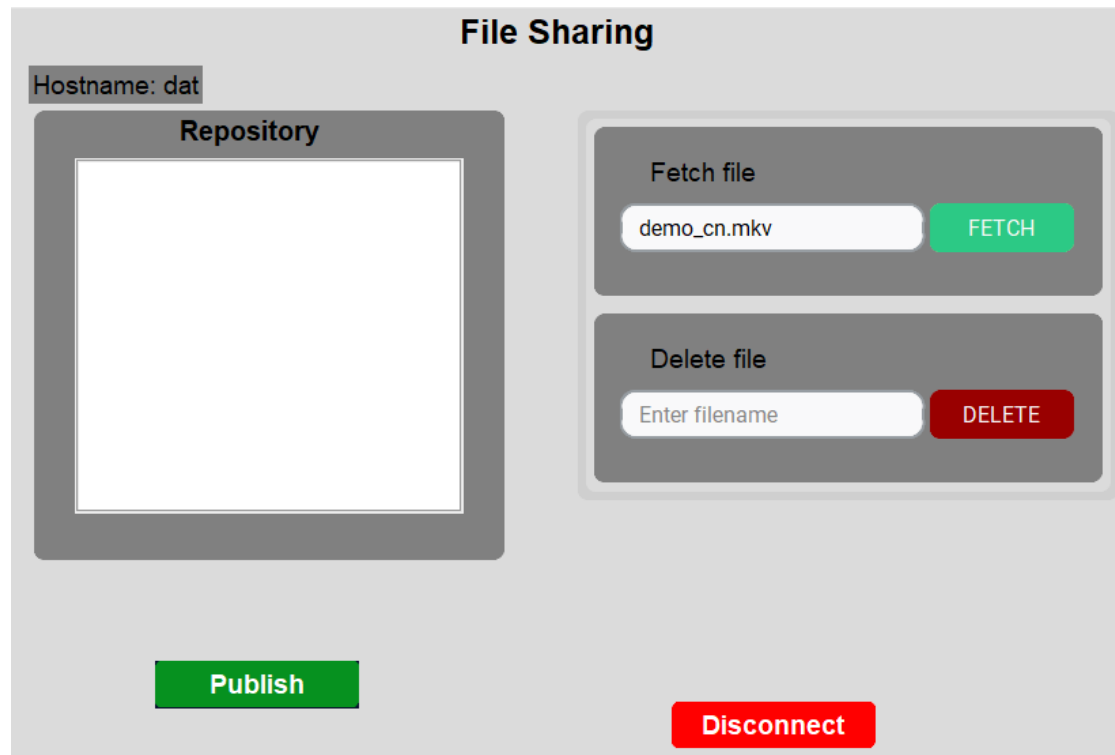 File Sharing
Hostname: dat
Repository
Fetch file
demo_cn.mkv
FETCH
Delete file
Enter filename
DELETE
Publish
Disconnect